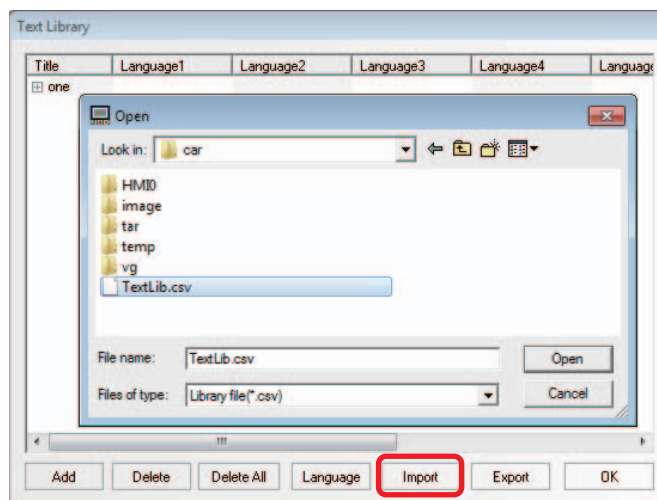 Text Library
Title Language1 Language2 Language3 Language4 Language
one
Open
Look in: car
HMI0
image
tar
temp
vg
TextLib.csv
File name: TextLib.csv Open
Files of type: Library file(*.csv) Cancel
Add Delete Delete All Language Import Export OK